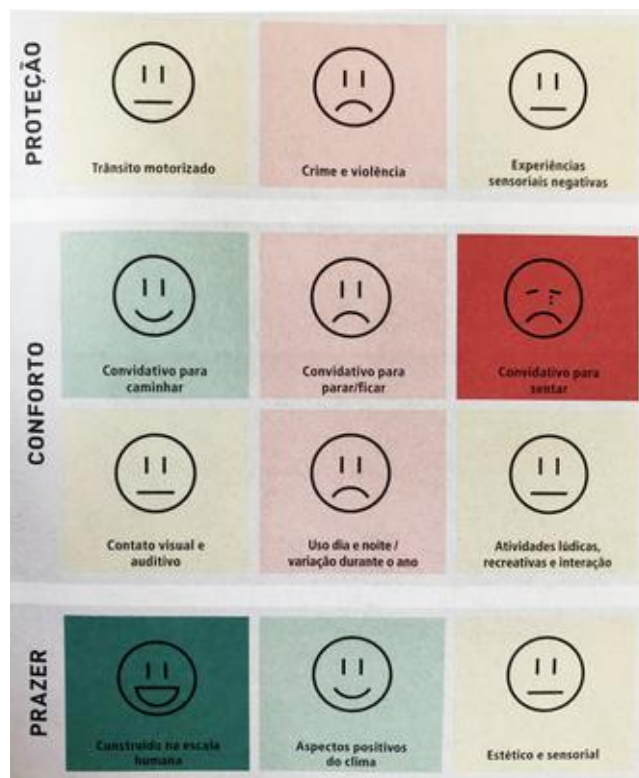 PROTEÇÃO
Trânsito motorizado
Crime e violência
Experiências
sensoriais negativas
CONFORTO
Convidativo para
caminhar
Convidativo para
parar/ficar
Convidativo para
sentar
Contato visual e
auditivo
Uso dia e noite /
variação durante o ano
Atividades lúdicas,
recreativas e interação
PRAZER
Construído na escala
humana
Aspectos positivos
do clima
Estético e sensorial